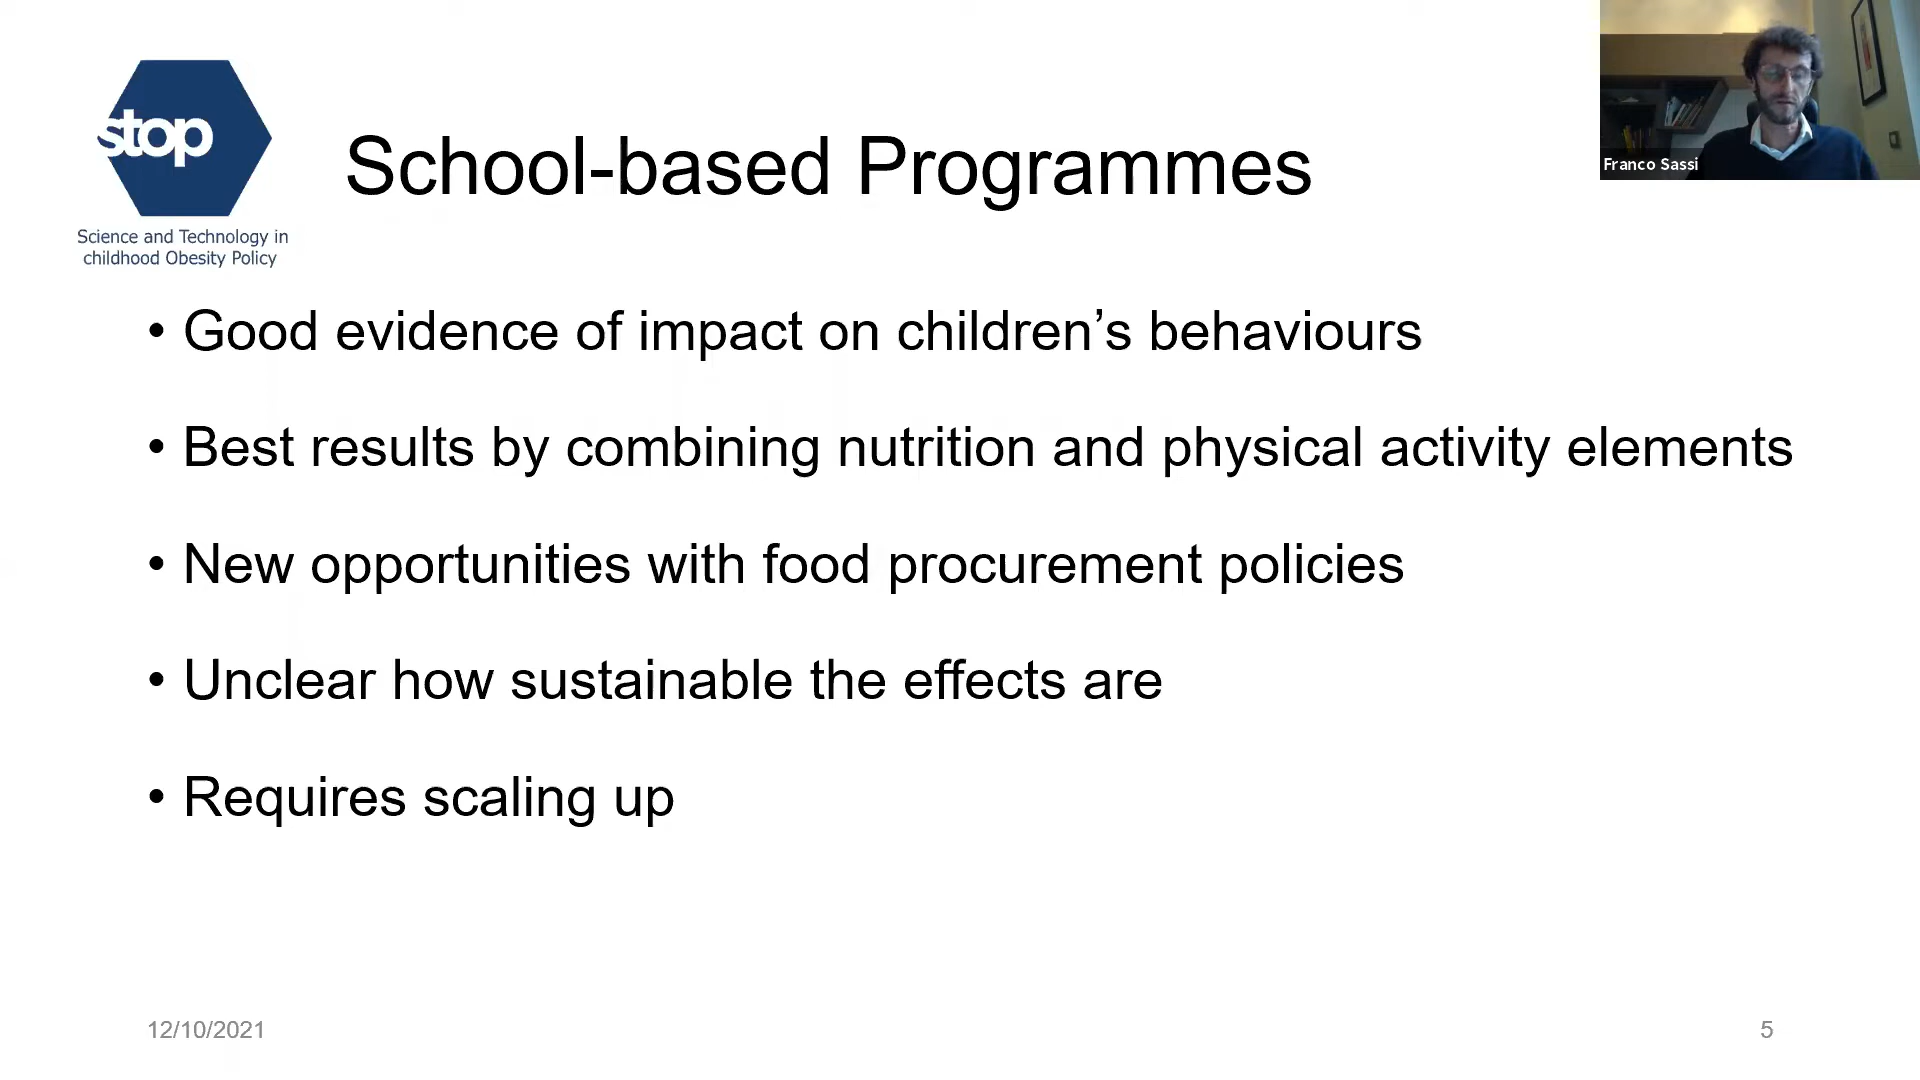 stop
Science and Technology in
childhood Obesity Policy
School-based Programmes
Franco Sassi
• Good evidence of impact on children’s behaviours
• Best results by combining nutrition and physical activity elements
• New opportunities with food procurement policies
• Unclear how sustainable the effects are
• Requires scaling up
12/10/2021
5